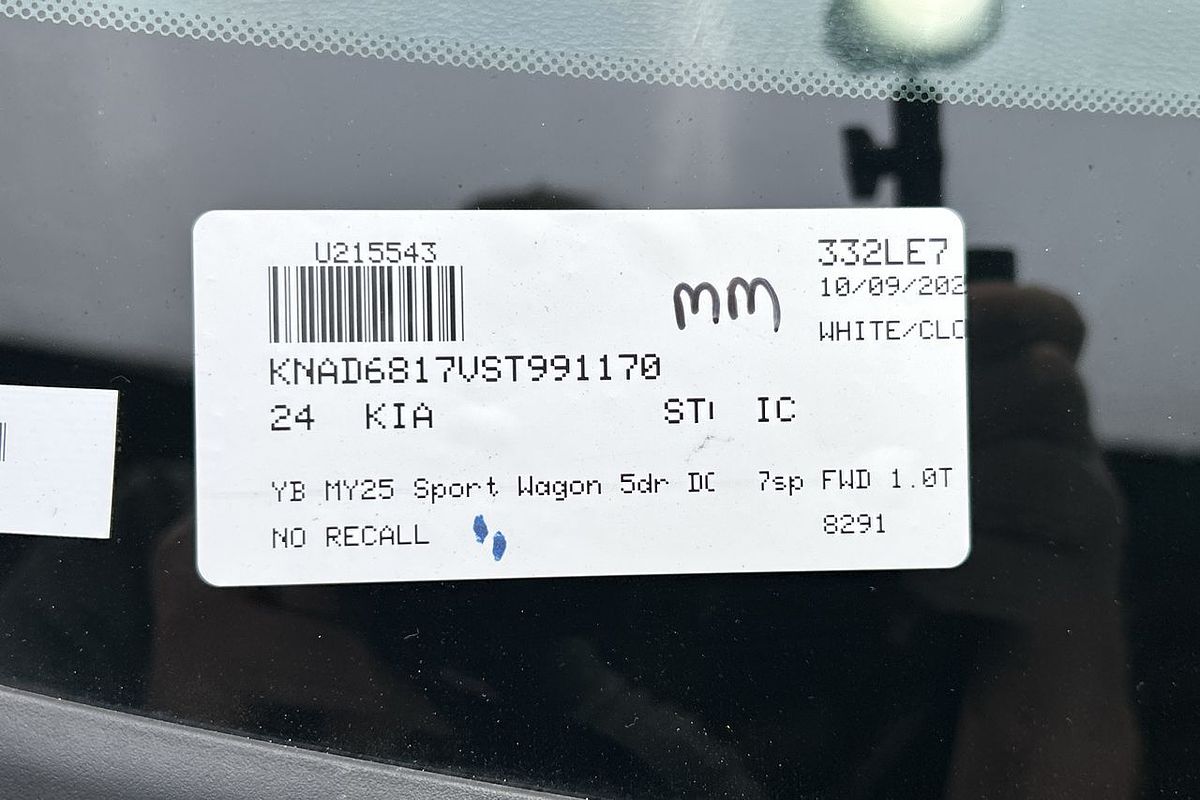 U215543
332LE7
mm
10/09/202
WHITE/CLO
KNAD6817VST991170
24 KIA IC
YB MY25 Sport Wagon 5dr 7sp FWD 1.0T
NO RECALL 8291